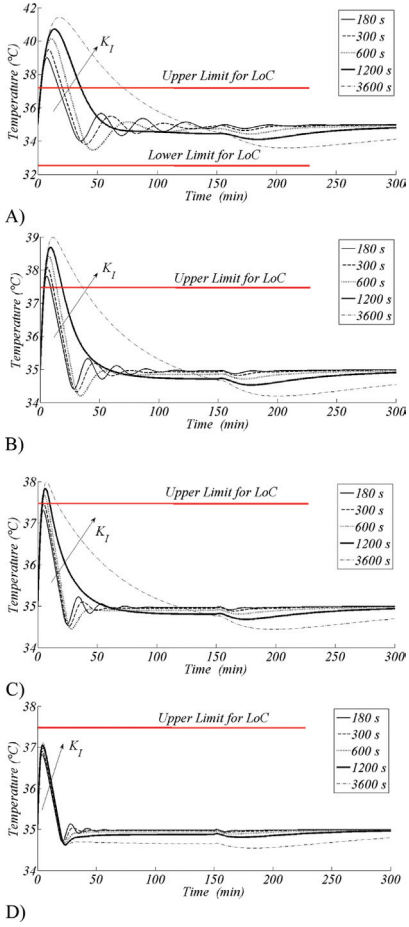 Temperature (°C)
42
40
38
36
34
32
K_I
Upper Limit for LoC
Lower Limit for LoC
180 s
300 s
600 s
1200 s
3600 s
0 50 100 150 200 250 300
Time (min)
A)
Temperature (°C)
39
38
37
36
35
34
K_I
Upper Limit for LoC
180 s
300 s
600 s
1200 s
3600 s
0 50 100 150 200 250 300
Time (min)
B)
Temperature (°C)
38
37
36
35
34
K_I
Upper Limit for LoC
180 s
300 s
600 s
1200 s
3600 s
0 50 100 150 200 250 300
Time (min)
C)
Temperature (°C)
38
37
36
35
34
K_I
Upper Limit for LoC
180 s
300 s
600 s
1200 s
3600 s
0 50 100 150 200 250 300
Time (min)
D)